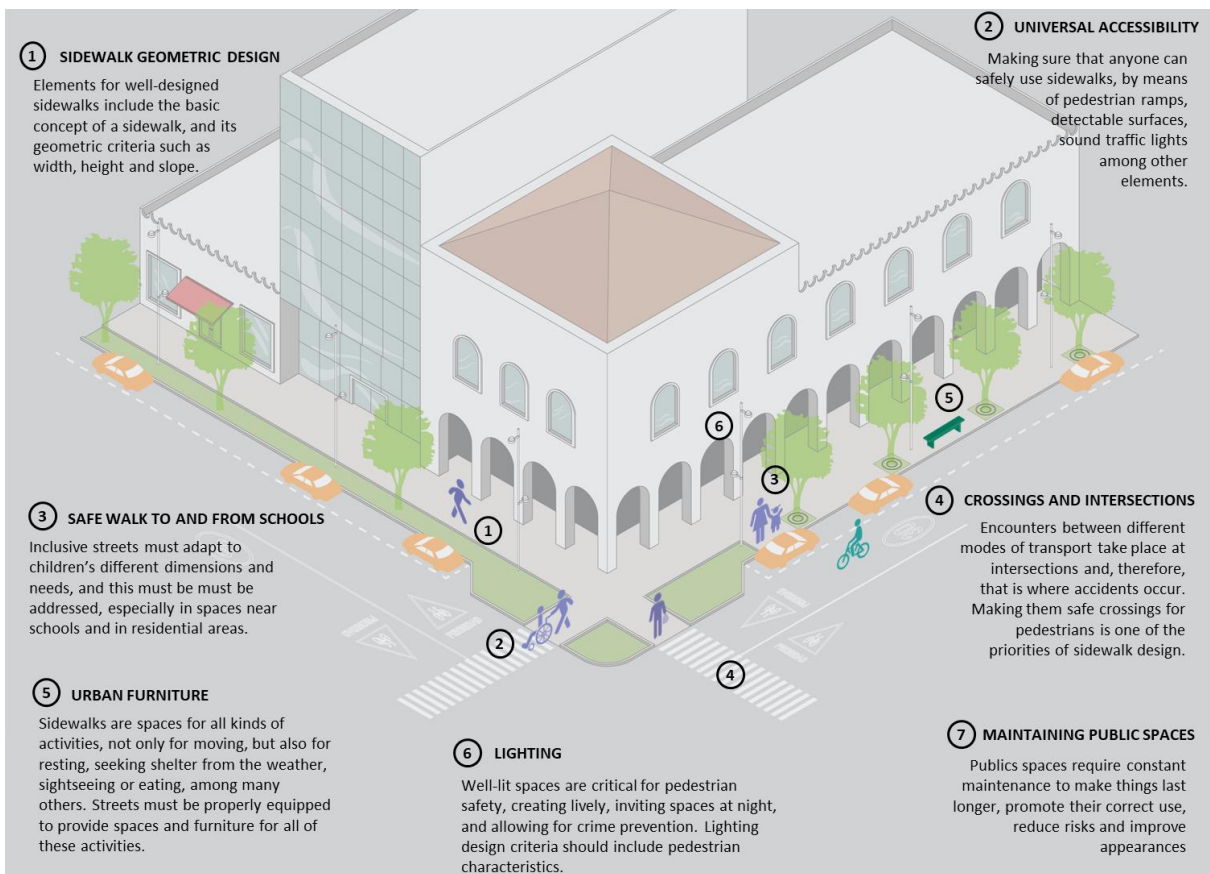 1 SIDEWALK GEOMETRIC DESIGN
Elements for well-designed
sidewalks include the basic
concept of a sidewalk, and its
geometric criteria such as
width, height and slope.
2 UNIVERSAL ACCESSIBILITY
Making sure that anyone can
safely use sidewalks, by means
of pedestrian ramps,
detectable surfaces,
sound traffic lights
among other
elements.
6
5
3
1
2
4
3 SAFE WALK TO AND FROM SCHOOLS
Inclusive streets must adapt to
children's different dimensions and
needs, and this must be must be
addressed, especially in spaces near
schools and in residential areas.
4 CROSSINGS AND INTERSECTIONS
Encounters between different
modes of transport take place at
intersections and, therefore,
that is where accidents occur.
Making them safe crossings for
pedestrians is one of the
priorities of sidewalk design.
5 URBAN FURNITURE
Sidewalks are spaces for all kinds of
activities, not only for moving, but also for
resting, seeking shelter from the weather,
sightseeing or eating, among many
others. Streets must be properly equipped
to provide spaces and furniture for all of
these activities.
6 LIGHTING
Well-lit spaces are critical for pedestrian
safety, creating lively, inviting spaces at night,
and allowing for crime prevention. Lighting
design criteria should include pedestrian
characteristics.
7 MAINTAINING PUBLIC SPACES
Publics spaces require constant
maintenance to make things last
longer, promote their correct use,
reduce risks and improve
appearances